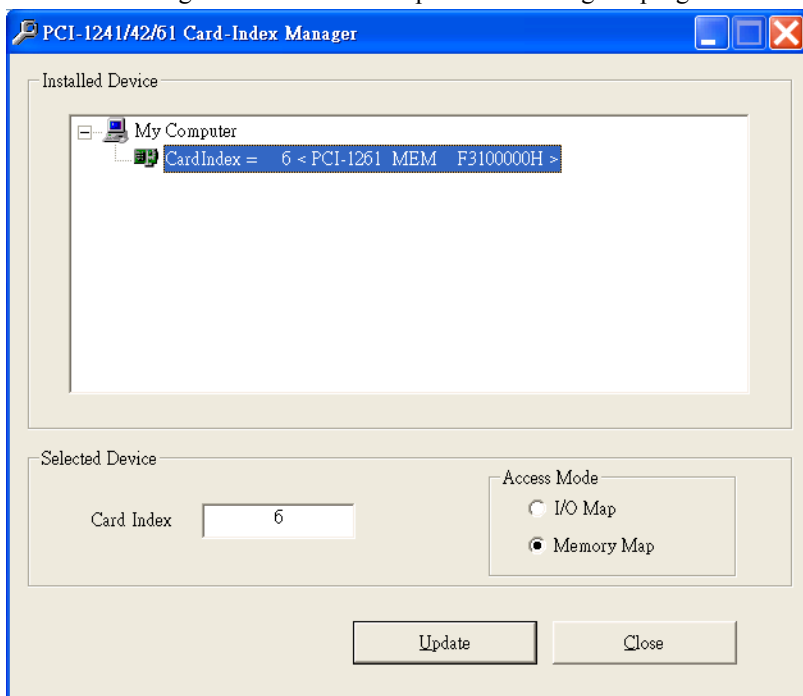 PCI-1241/42/61 Card-Index Manager
Installed Device
My Computer
CardIndex = 6 < PCI-1261 MEM F3100000H >
Selected Device
Access Mode
I/O Map
Card Index 6
Memory Map
Update Close